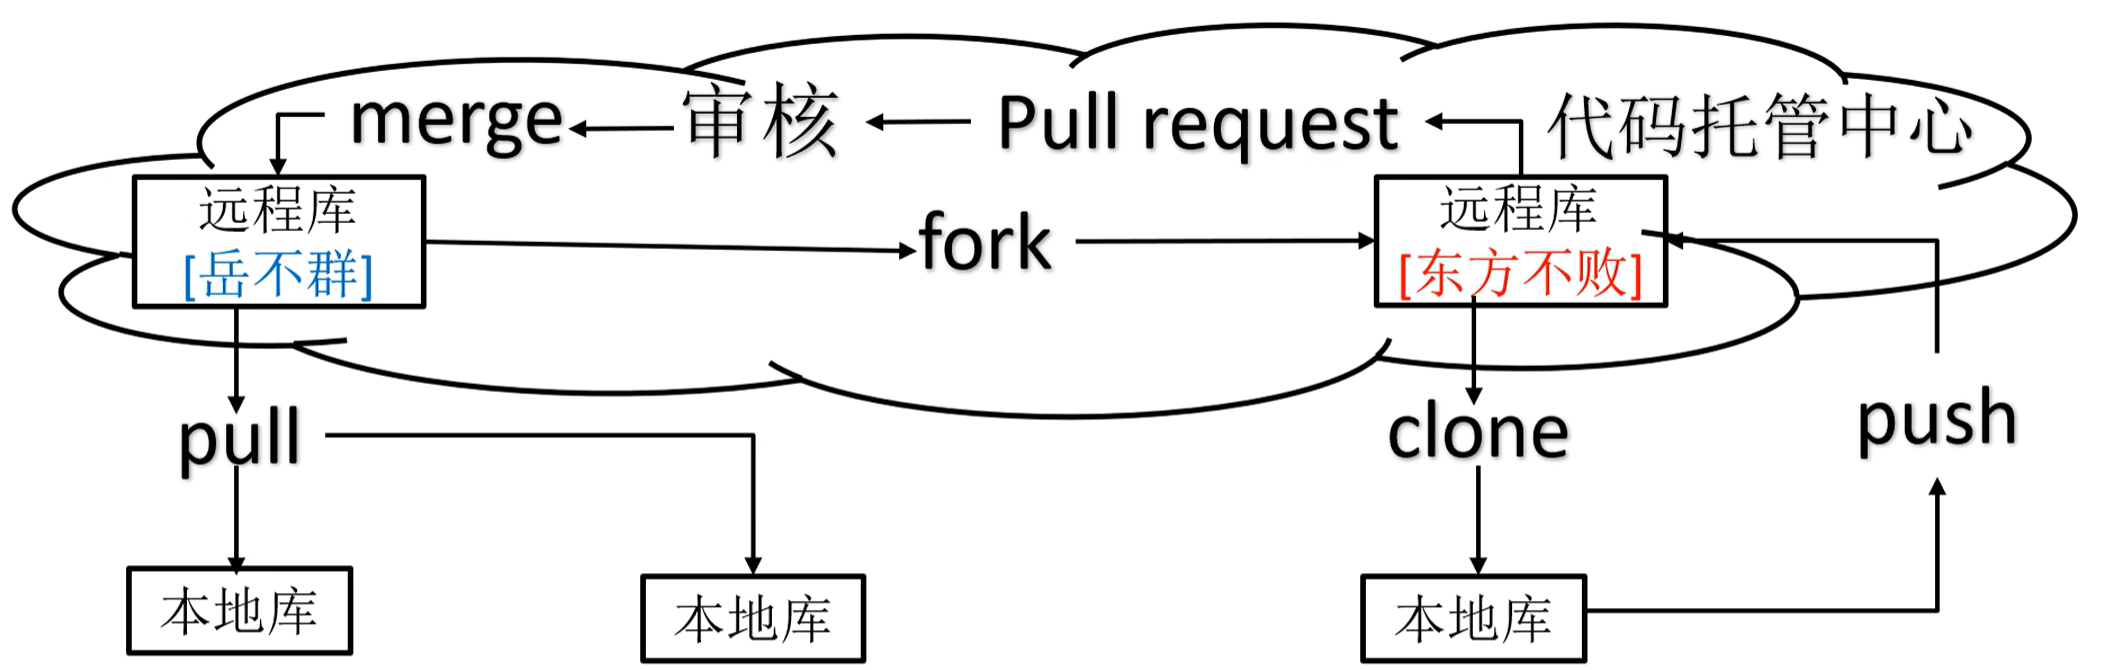 merge
审核
Pull request
代码托管中心
远程库
[岳不群]
fork
远程库
[东方不败]
pull
clone
push
本地库
本地库
本地库